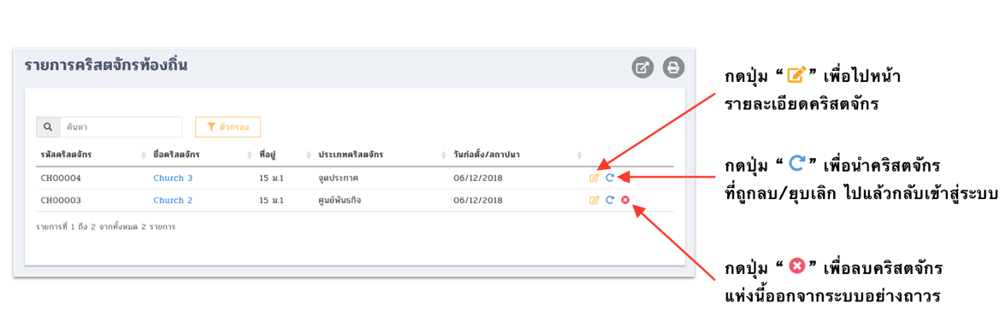 รายการคริสตจักรท้องถิ่น
ค้นหา ตัวกรอง
รหัสคริสตจักร ชื่อคริสตจักร ที่อยู่ ประเภทคริสตจักร วันก่อตั้ง/สถาปนา
CH00004 Church 3 15 ม.1 จุดประกาศ 06/12/2018
CH00003 Church 2 15 ม.1 ศูนย์พันธกิจ 06/12/2018
รายการที่ 1 ถึง 2 จากทั้งหมด 2 รายการ
กดปุ่ม “ ” เพื่อไปหน้า
รายละเอียดคริสตจักร
กดปุ่ม “ ” เพื่อนำคริสตจักร
ที่ถูกลบ/ยุบเลิก ไปแล้วกลับเข้าสู่ระบบ
กดปุ่ม “ ” เพื่อลบคริสตจักร
แห่งนี้ออกจากระบบอย่างถาวร